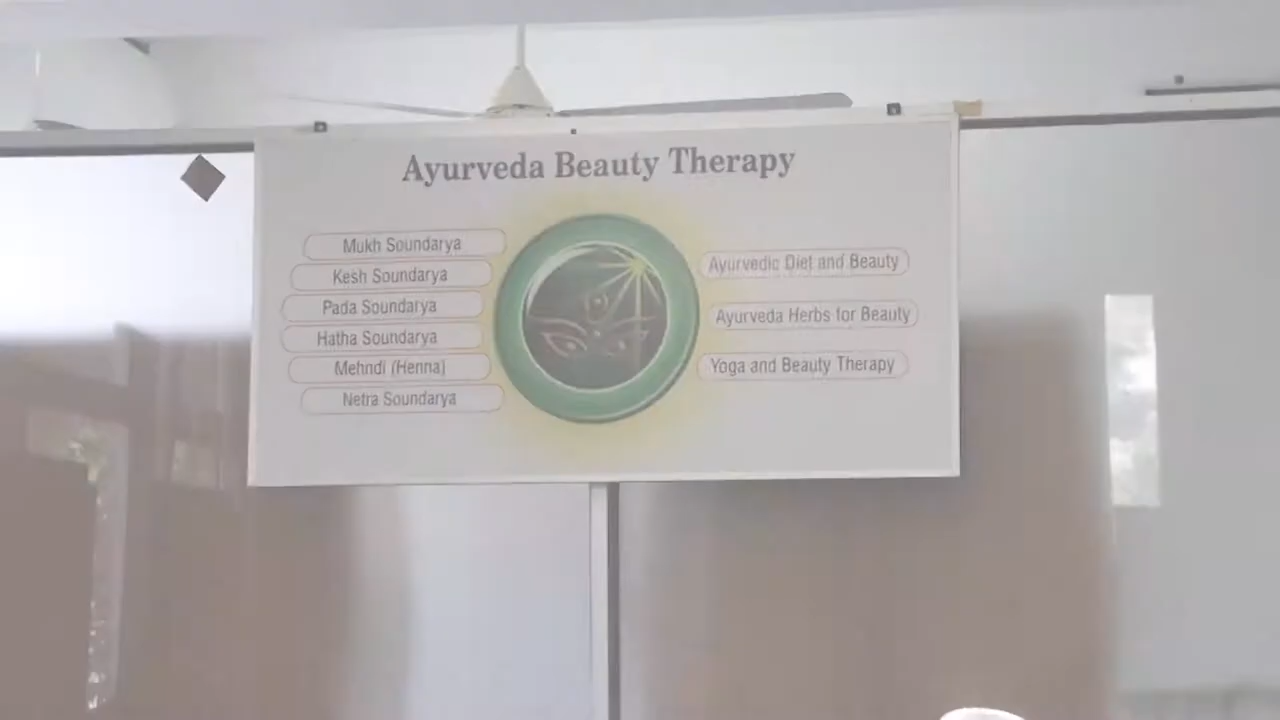 Ayurveda Beauty Therapy
Mukh Soundarya
Kesh Soundarya
Pada Soundarya
Hatha Soundarya
Mehndi (Henna)
Netra Soundarya
Ayurvedic Diet and Beauty
Ayurveda Herbs for Beauty
Yoga and Beauty Therapy